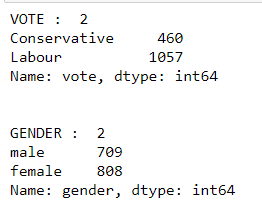 VOTE :  2
Conservative     460
Labour          1057
Name: vote, dtype: int64
GENDER :  2
male      709
female    808
Name: gender, dtype: int64